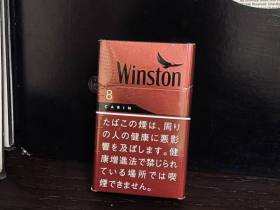 Winston
8
CABIN
たばこの煙は、周り
の人の健康に悪影
響を及ぼします。健
康増進法で禁じられ
ている場所では喫
煙できません。